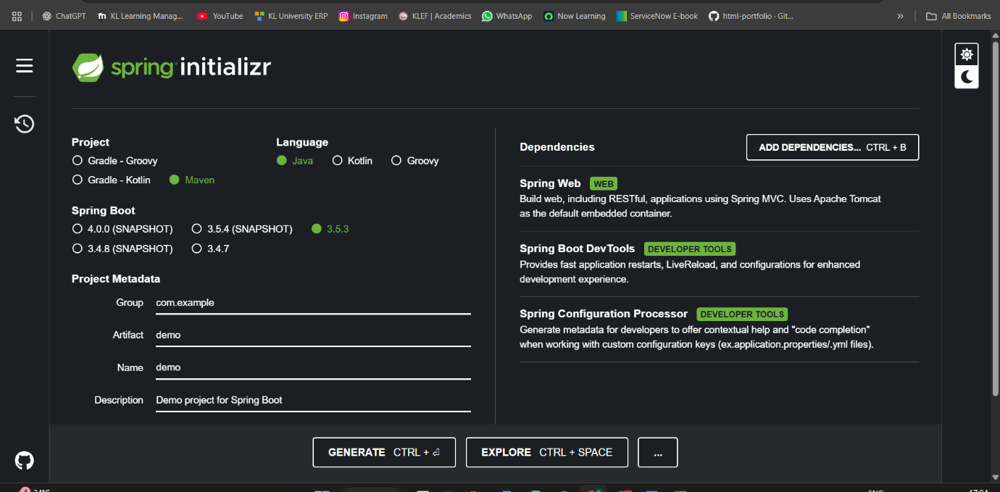 ChatGPT KL Learning Manag... YouTube KL University ERP Instagram KLEF | Academics WhatsApp Now Learning ServiceNow E-book html-portfolio · Git... » All Bookmarks
spring initializr
Project
Gradle - Groovy
Gradle - Kotlin Maven
Language
Java Kotlin Groovy
Spring Boot
4.0.0 (SNAPSHOT) 3.5.4 (SNAPSHOT) 3.5.3
3.4.8 (SNAPSHOT) 3.4.7
Project Metadata
Group com.example
Artifact demo
Name demo
Description Demo project for Spring Boot
Dependencies
ADD DEPENDENCIES... CTRL + B
Spring Web WEB
Build web, including RESTful, applications using Spring MVC. Uses Apache Tomcat
as the default embedded container.
Spring Boot DevTools DEVELOPER TOOLS
Provides fast application restarts, LiveReload, and configurations for enhanced
development experience.
Spring Configuration Processor DEVELOPER TOOLS
Generate metadata for developers to offer contextual help and "code completion"
when working with custom configuration keys (ex.application.properties/.yml files).
GENERATE CTRL + ⏎
EXPLORE CTRL + SPACE
...